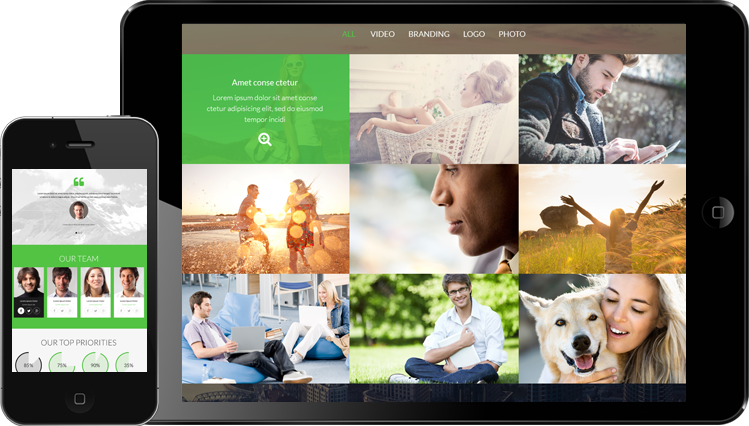 ALL VIDEO BRANDING LOGO PHOTO
Amet conse ctetur
Lorem ipsum dolor sit amet conse
ctetur adipisicing elit, sed do eiusmod
tempor incidi
OUR TEAM
OUR TOP PRIORITIES
85% 75% 90% 35%